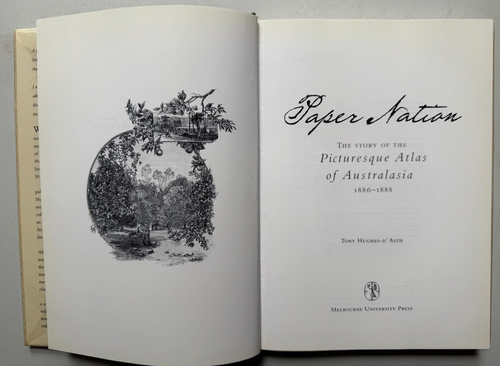 Paper Nation
THE STORY OF THE
Picturesque Atlas
of Australasia
1886–1888
TONY HUGHES-D'AETH
MELBOURNE UNIVERSITY PRESS